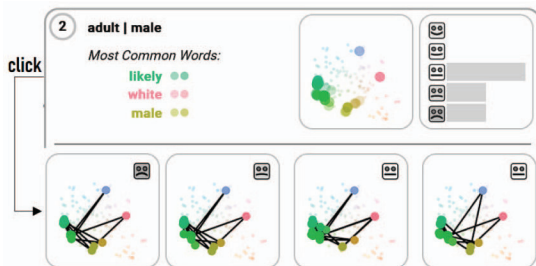 2 adult | male
Most Common Words:
click
likely
white
male